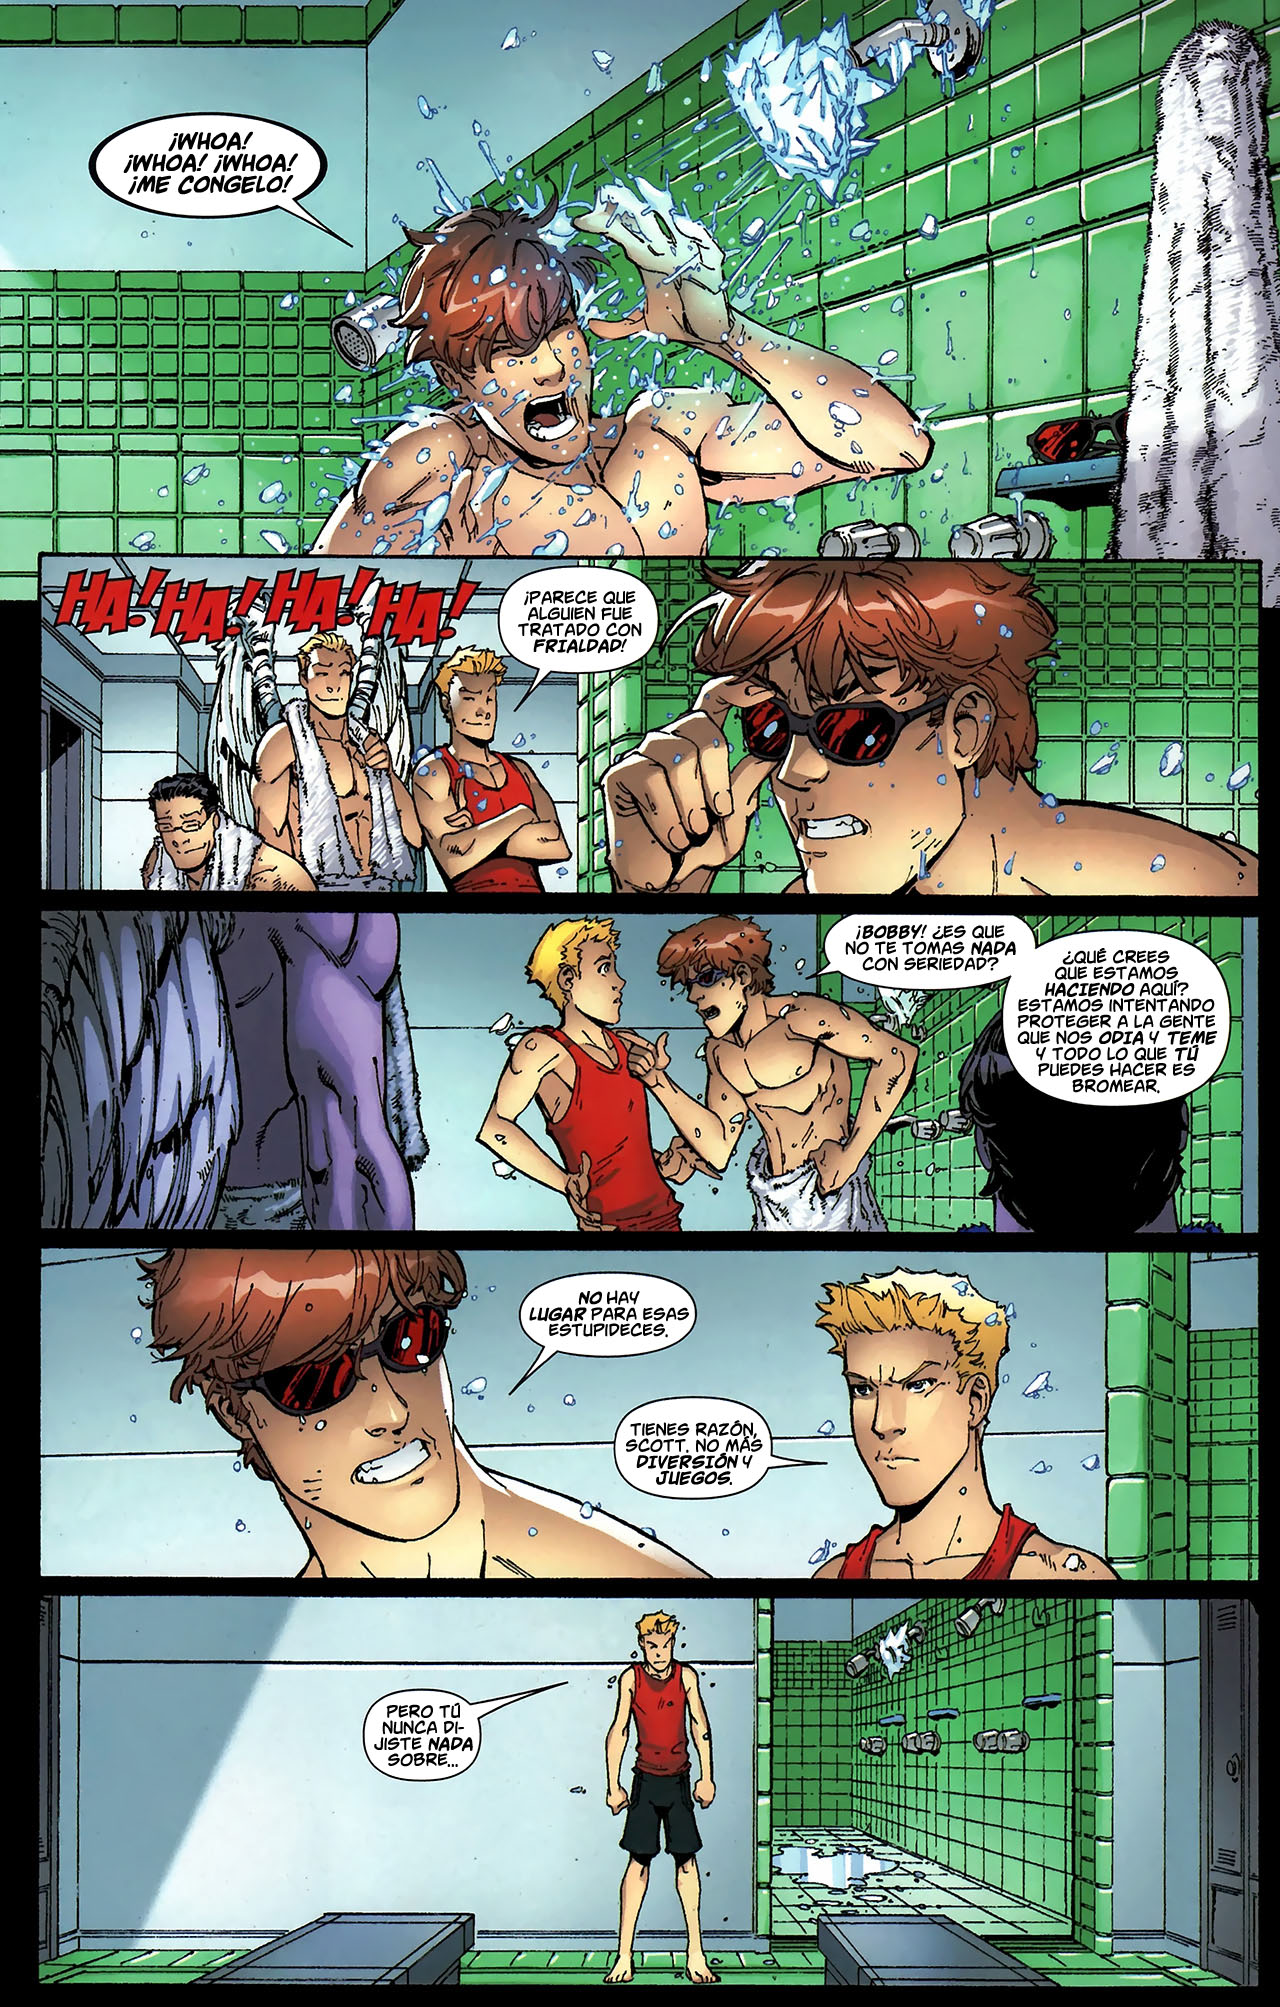 ¡WHOA!
¡WHOA! ¡WHOA!
¡ME CONGELO!
HA! HA! HA! HA!
¡PARECE QUE
ALGUIEN FUE
TRATADO CON
FRIALDAD!
¡BOBBY! ¿ES QUE
NO TE TOMAS NADA
CON SERIEDAD?
¿QUÉ CREES
QUE ESTAMOS
HACIENDO AQUÍ?
ESTAMOS INTENTANDO
PROTEGER A LA GENTE
QUE NOS ODIA Y TEME
Y TODO LO QUE TÚ
PUEDES HACER ES
BROMEAR.
NO HAY
LUGAR PARA ESAS
ESTUPIDECES.
TIENES RAZÓN,
SCOTT. NO MÁS
DIVERSIÓN Y
JUEGOS.
PERO TÚ
NUNCA DI-
JISTE NADA
SOBRE...